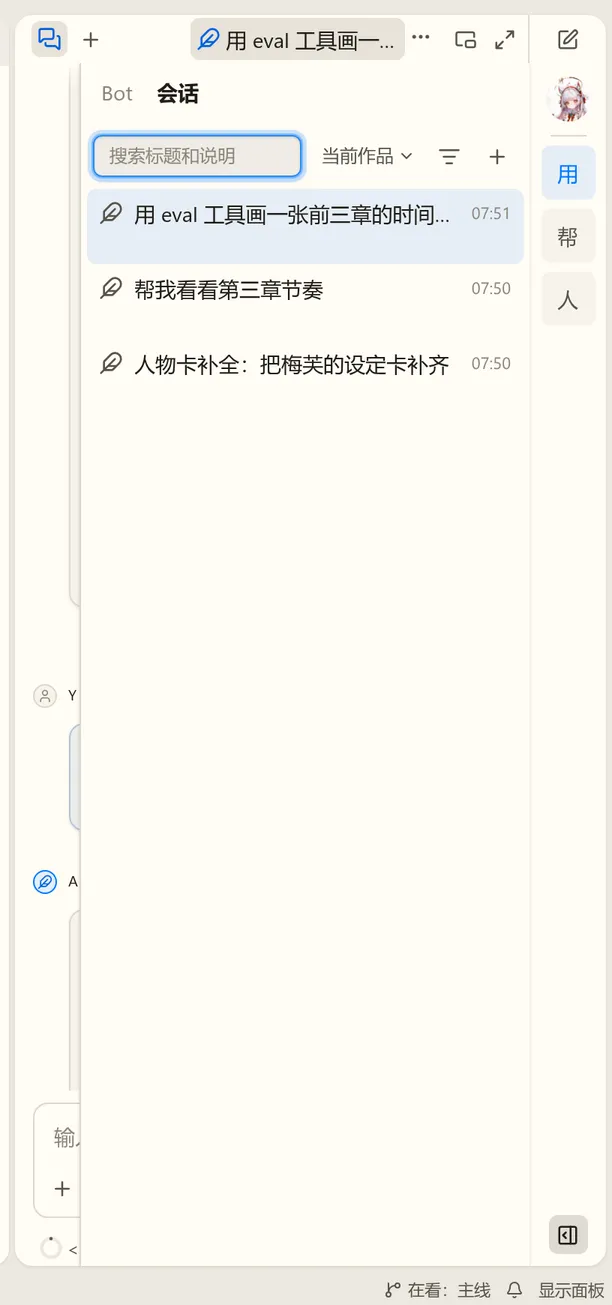 用 eval 工具画一...
Bot 会话
搜索标题和说明 当前作品
用 eval 工具画一张前三章的时间... 07:51
帮我看看第三章节奏 07:50
人物卡补全：把梅芙的设定卡补齐 07:50
用
帮
人
Y
A
输
在看：主线 显示面板